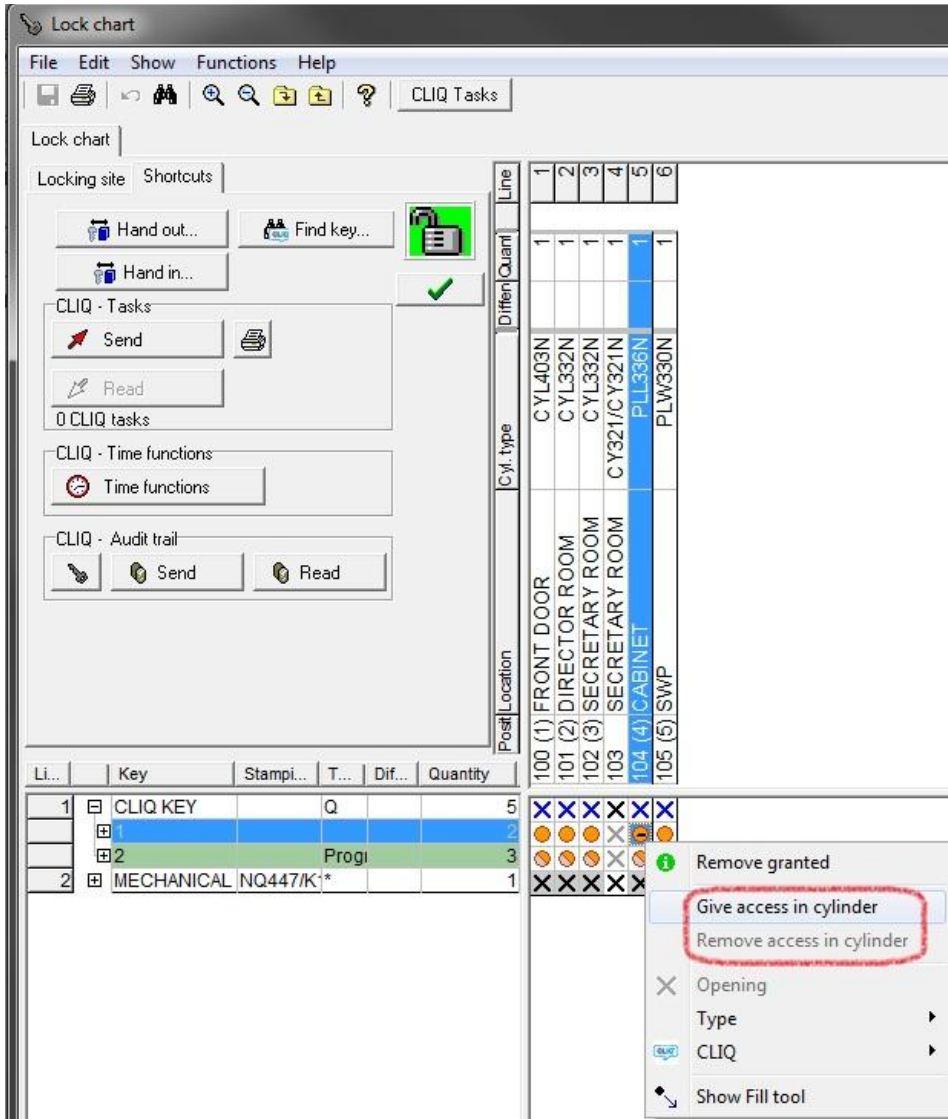 Lock chart
File Edit Show Functions Help
CLIQ Tasks
Lock chart
Locking site Shortcuts
Hand out...
Find key...
Hand in...
CLIQ - Tasks
Send
Read
0 CLIQ tasks
CLIQ - Time functions
Time functions
CLIQ - Audit trail
Send
Read
Line
Quant
Differ
Cyl. type
Location
Posit
1 2 3 4 5 6
1 1 1 1 1 1
CYL403N
CYL332N
CYL332N
CY321/CY321N
PLL336N
PLW330N
100 (1) FRONT DOOR
101 (2) DIRECTOR ROOM
102 (3) SECRETARY ROOM
103 SECRETARY ROOM
104 (4) CABINET
105 (5) SWP
Li... Key Stampi... T... Dif... Quantity
1 CLIQ KEY Q 5
1 2
2 Progr 3
2 MECHANICAL NQ447/K1 * 1
Remove granted
Give access in cylinder
Remove access in cylinder
Opening
Type
CLIQ
Show Fill tool